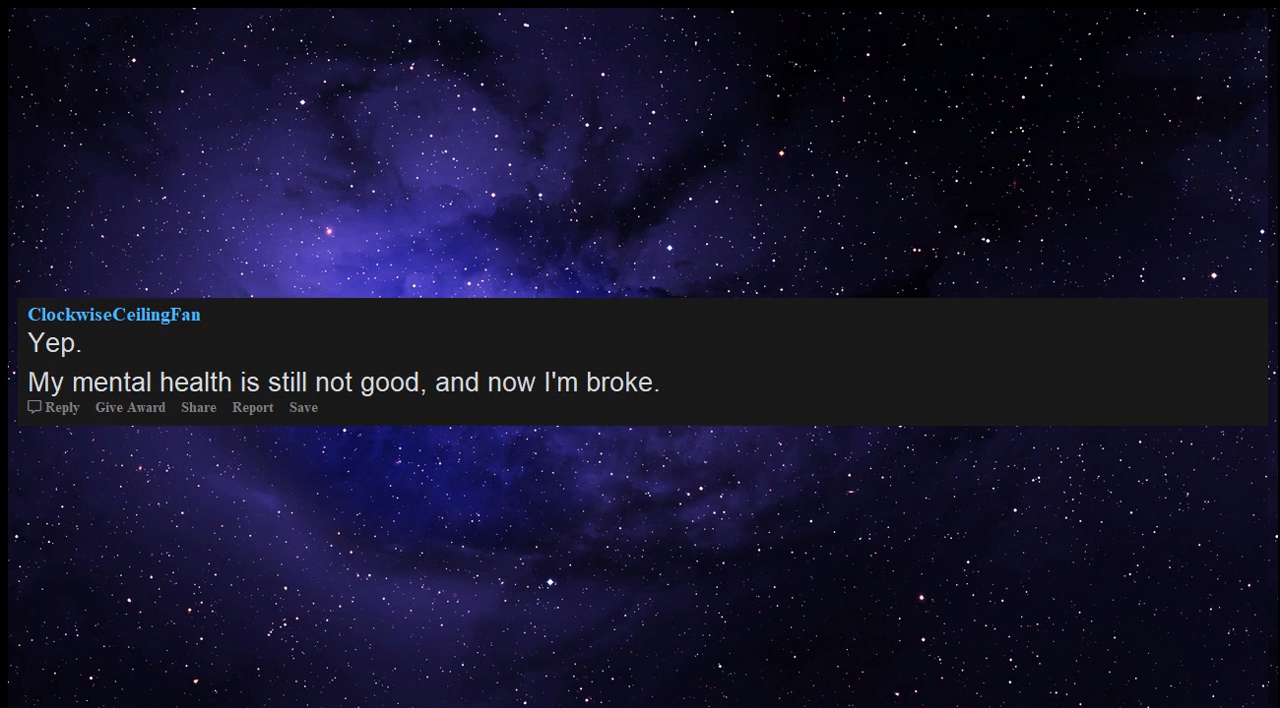 ClockwiseCeilingFan
Yep.
My mental health is still not good, and now I'm broke.
Reply Give Award Share Report Save